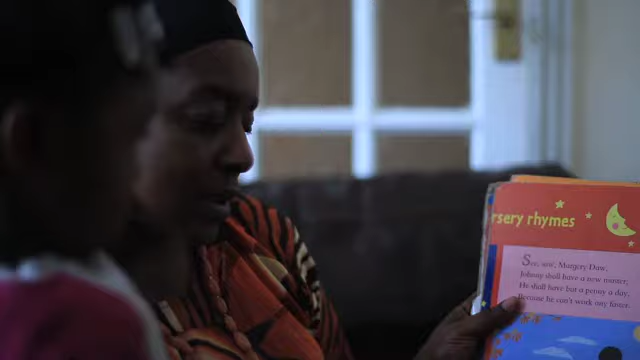 rsery rhymes
See, saw, Margery Daw,
Johnny shall have a new master;
He shall have but a penny a day,
Because he can't work any faster.